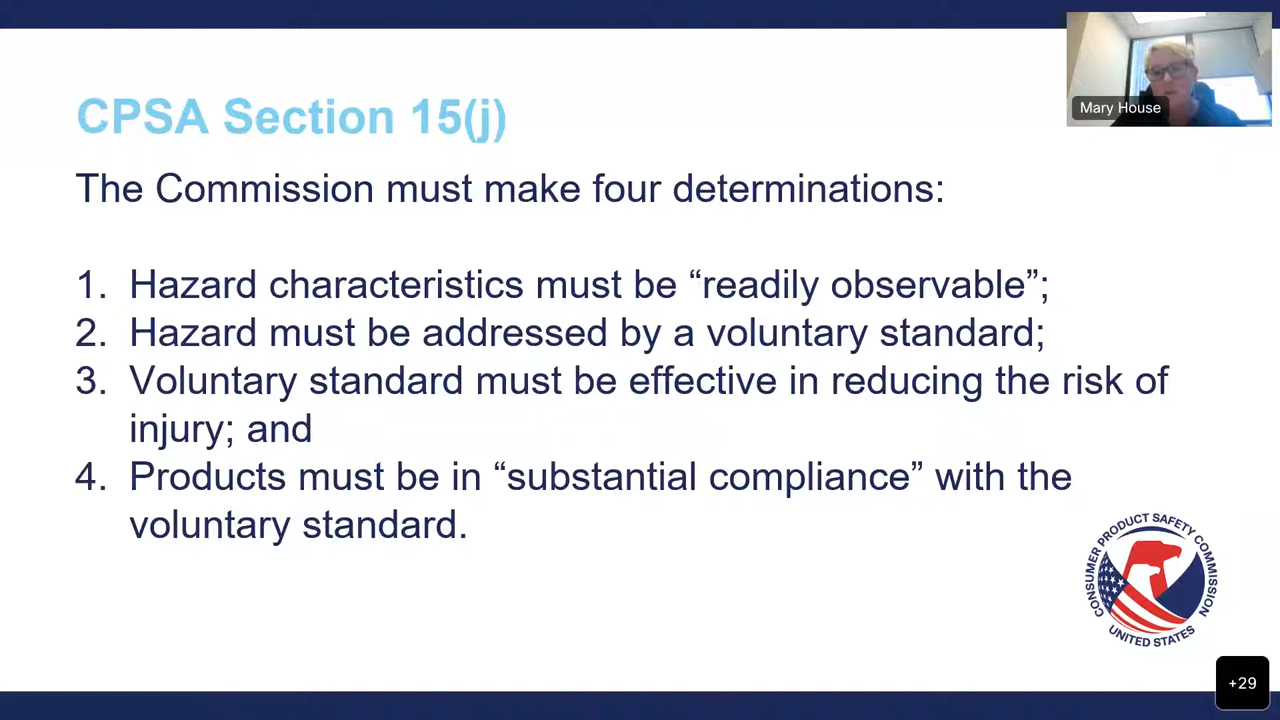 CPSA Section 15(j)
Mary House
The Commission must make four determinations:
1. Hazard characteristics must be “readily observable”;
2. Hazard must be addressed by a voluntary standard;
3. Voluntary standard must be effective in reducing the risk of
injury; and
4. Products must be in “substantial compliance” with the
voluntary standard.
CONSUMER PRODUCT SAFETY COMMISSION
UNITED STATES
+29